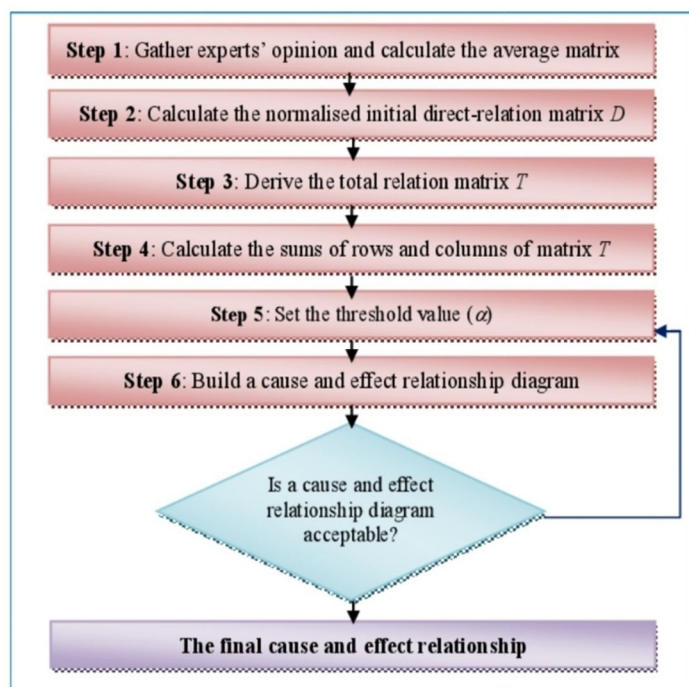 Step 1: Gather experts' opinion and calculate the average matrix
Step 2: Calculate the normalised initial direct-relation matrix D
Step 3: Derive the total relation matrix T
Step 4: Calculate the sums of rows and columns of matrix T
Step 5: Set the threshold value (α)
Step 6: Build a cause and effect relationship diagram
Is a cause and effect
relationship diagram
acceptable?
The final cause and effect relationship